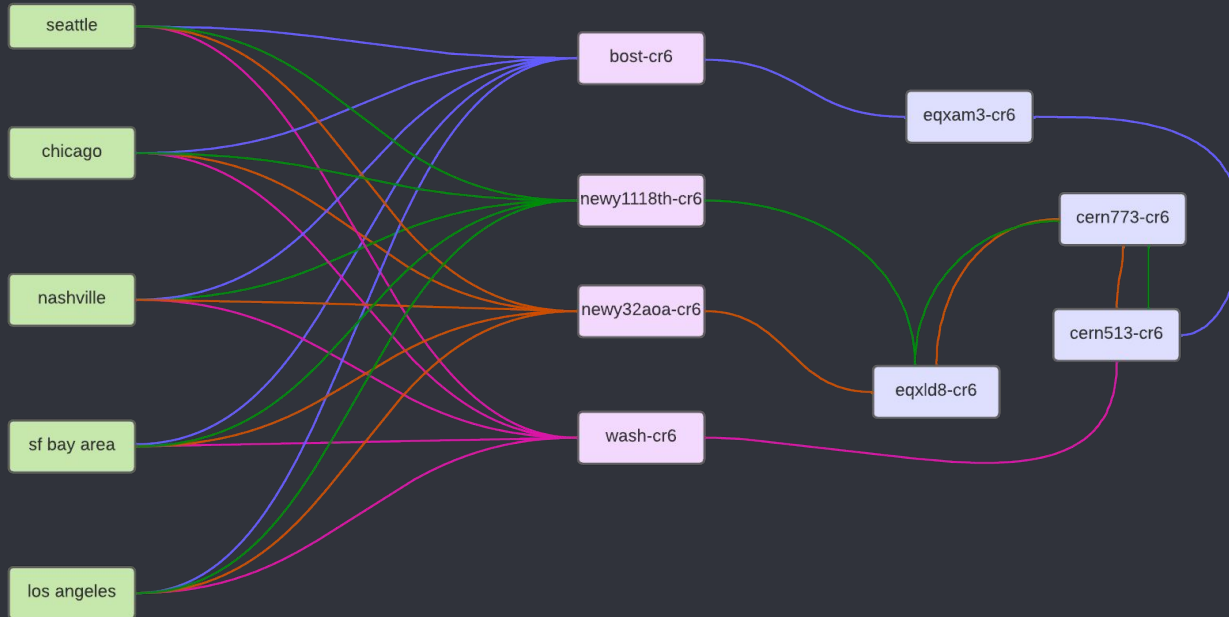 seattle
chicago
nashville
sf bay area
los angeles
bost-cr6
newy1118th-cr6
newy32aoa-cr6
wash-cr6
eqxam3-cr6
eqxld8-cr6
cern773-cr6
cern513-cr6